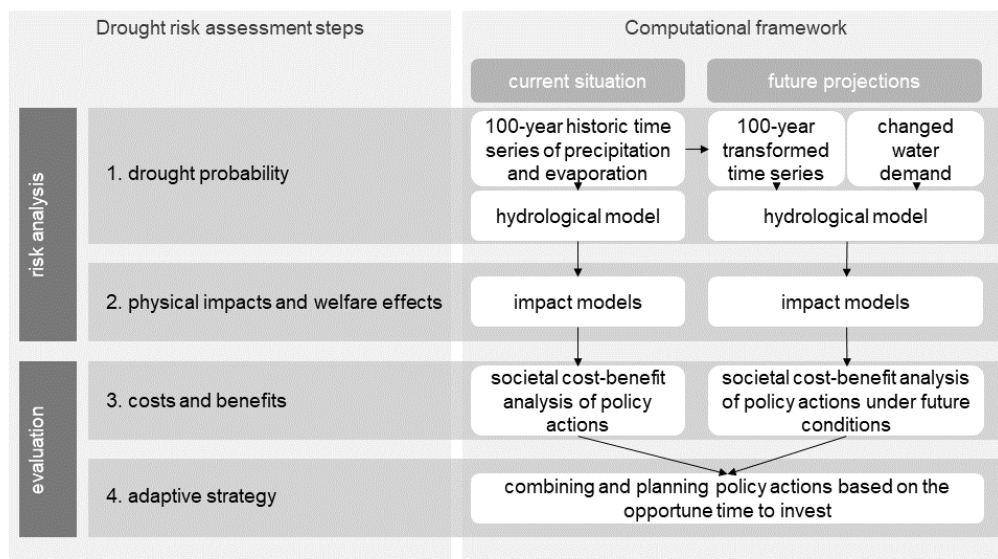 Drought risk assessment steps
Computational framework
current situation
future projections
risk analysis
1. drought probability
100-year historic time
series of precipitation
and evaporation
100-year
transformed
time series
changed
water
demand
hydrological model
hydrological model
2. physical impacts and welfare effects
impact models
impact models
evaluation
3. costs and benefits
societal cost-benefit
analysis of policy
actions
societal cost-benefit analysis
of policy actions under future
conditions
4. adaptive strategy
combining and planning policy actions based on the
opportune time to invest